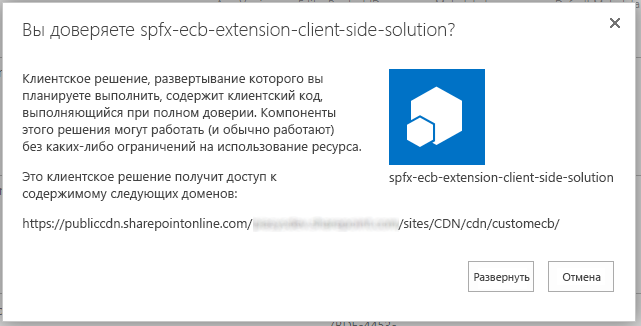 Вы доверяете spfx-ecb-extension-client-side-solution?
Клиентское решение, развертывание которого вы
планируете выполнить, содержит клиентский код,
выполняющийся при полном доверии. Компоненты
этого решения могут работать (и обычно работают)
без каких-либо ограничений на использование ресурса.
spfx-ecb-extension-client-side-solution
Это клиентское решение получит доступ к
содержимому следующих доменов:
https://publiccdn.sharepointonline.com/ /sites/CDN/cdn/customecb/
Развернуть
Отмена